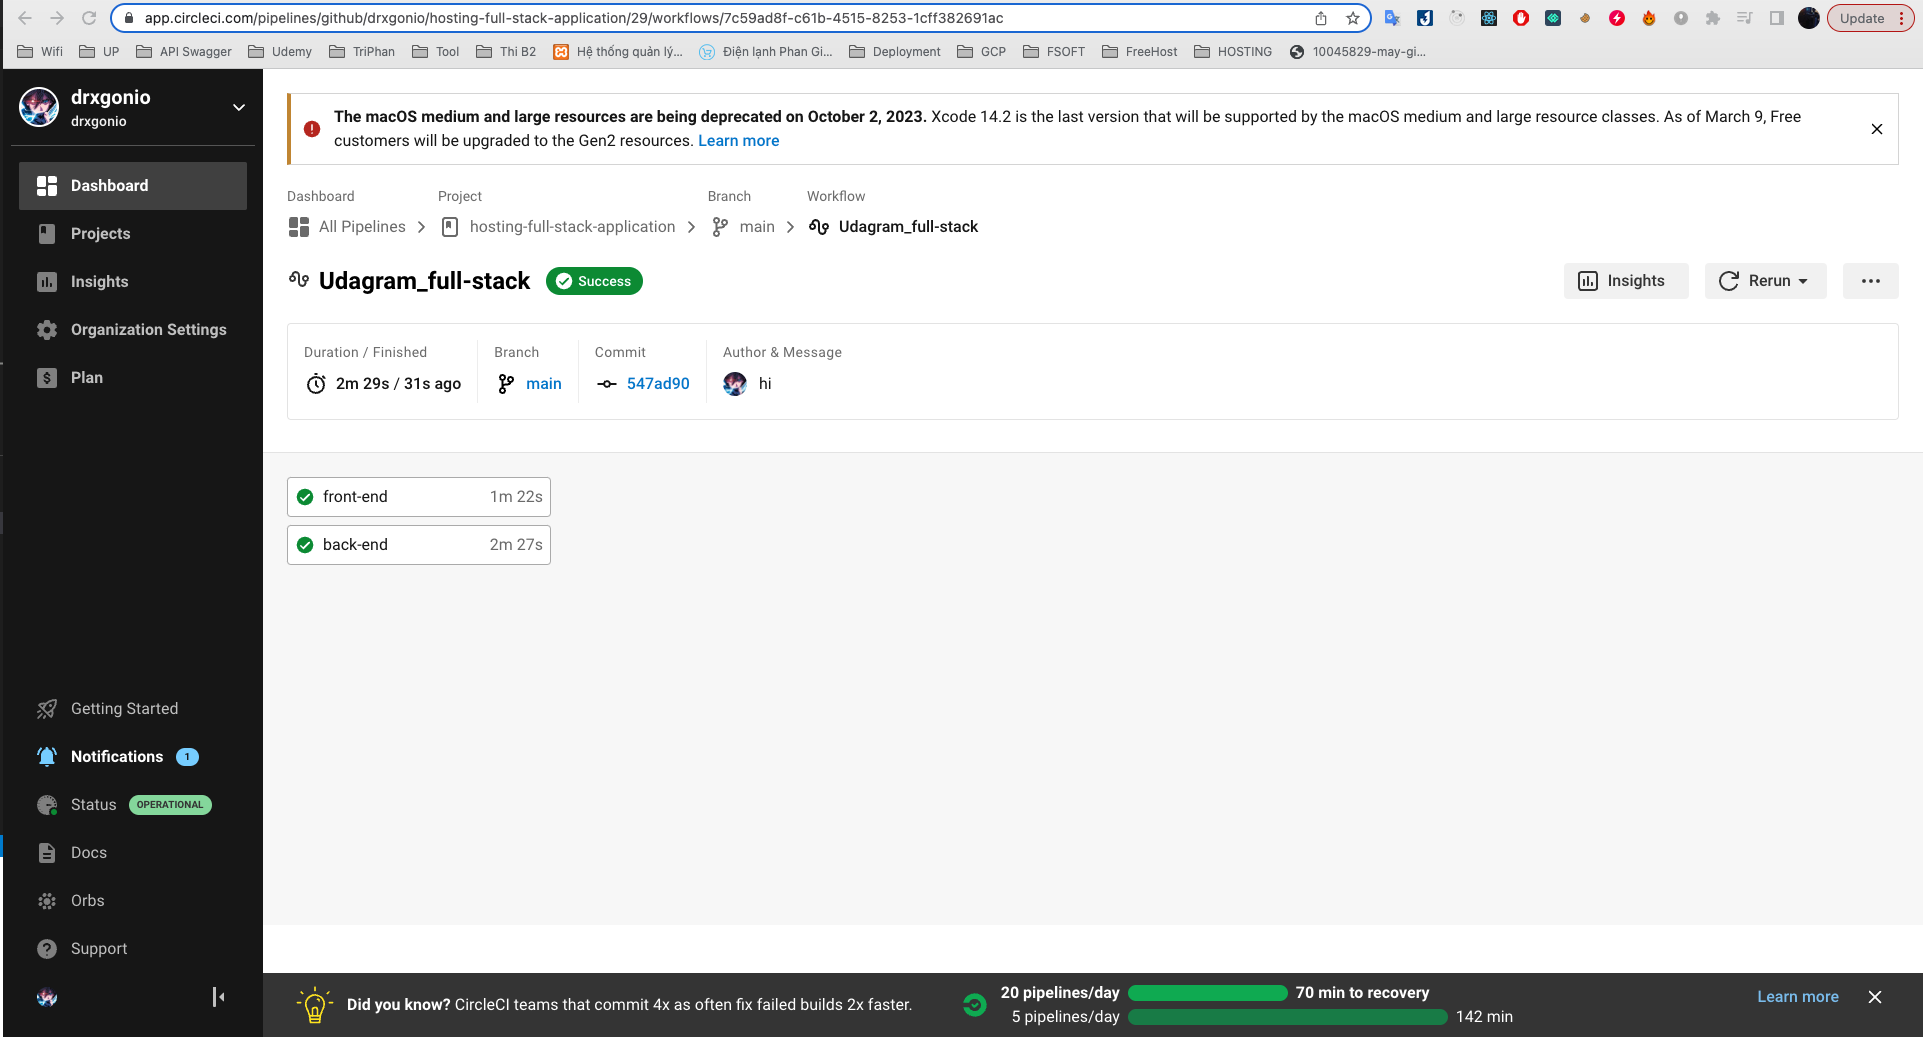 app.circleci.com/pipelines/github/drxgonio/hosting-full-stack-application/29/workflows/7c59ad8f-c61b-4515-8253-1cff382691ac
Update
Wifi UP API Swagger Udemy TriPhan Tool Thi B2 Hệ thống quản lý... Điện lạnh Phan Gi... Deployment GCP FSOFT FreeHost HOSTING 10045829-may-gi...
drxgonio
drxgonio
Dashboard
Projects
Insights
Organization Settings
Plan
Getting Started
Notifications 1
Status OPERATIONAL
Docs
Orbs
Support
The macOS medium and large resources are being deprecated on October 2, 2023. Xcode 14.2 is the last version that will be supported by the macOS medium and large resource classes. As of March 9, Free
customers will be upgraded to the Gen2 resources. Learn more
Dashboard Project Branch Workflow
All Pipelines hosting-full-stack-application main Udagram_full-stack
Udagram_full-stack Success
Insights Rerun
Duration / Finished Branch Commit Author & Message
2m 29s / 31s ago main 547ad90 hi
front-end 1m 22s
back-end 2m 27s
Did you know? CircleCI teams that commit 4x as often fix failed builds 2x faster.
20 pipelines/day 70 min to recovery
5 pipelines/day 142 min
Learn more